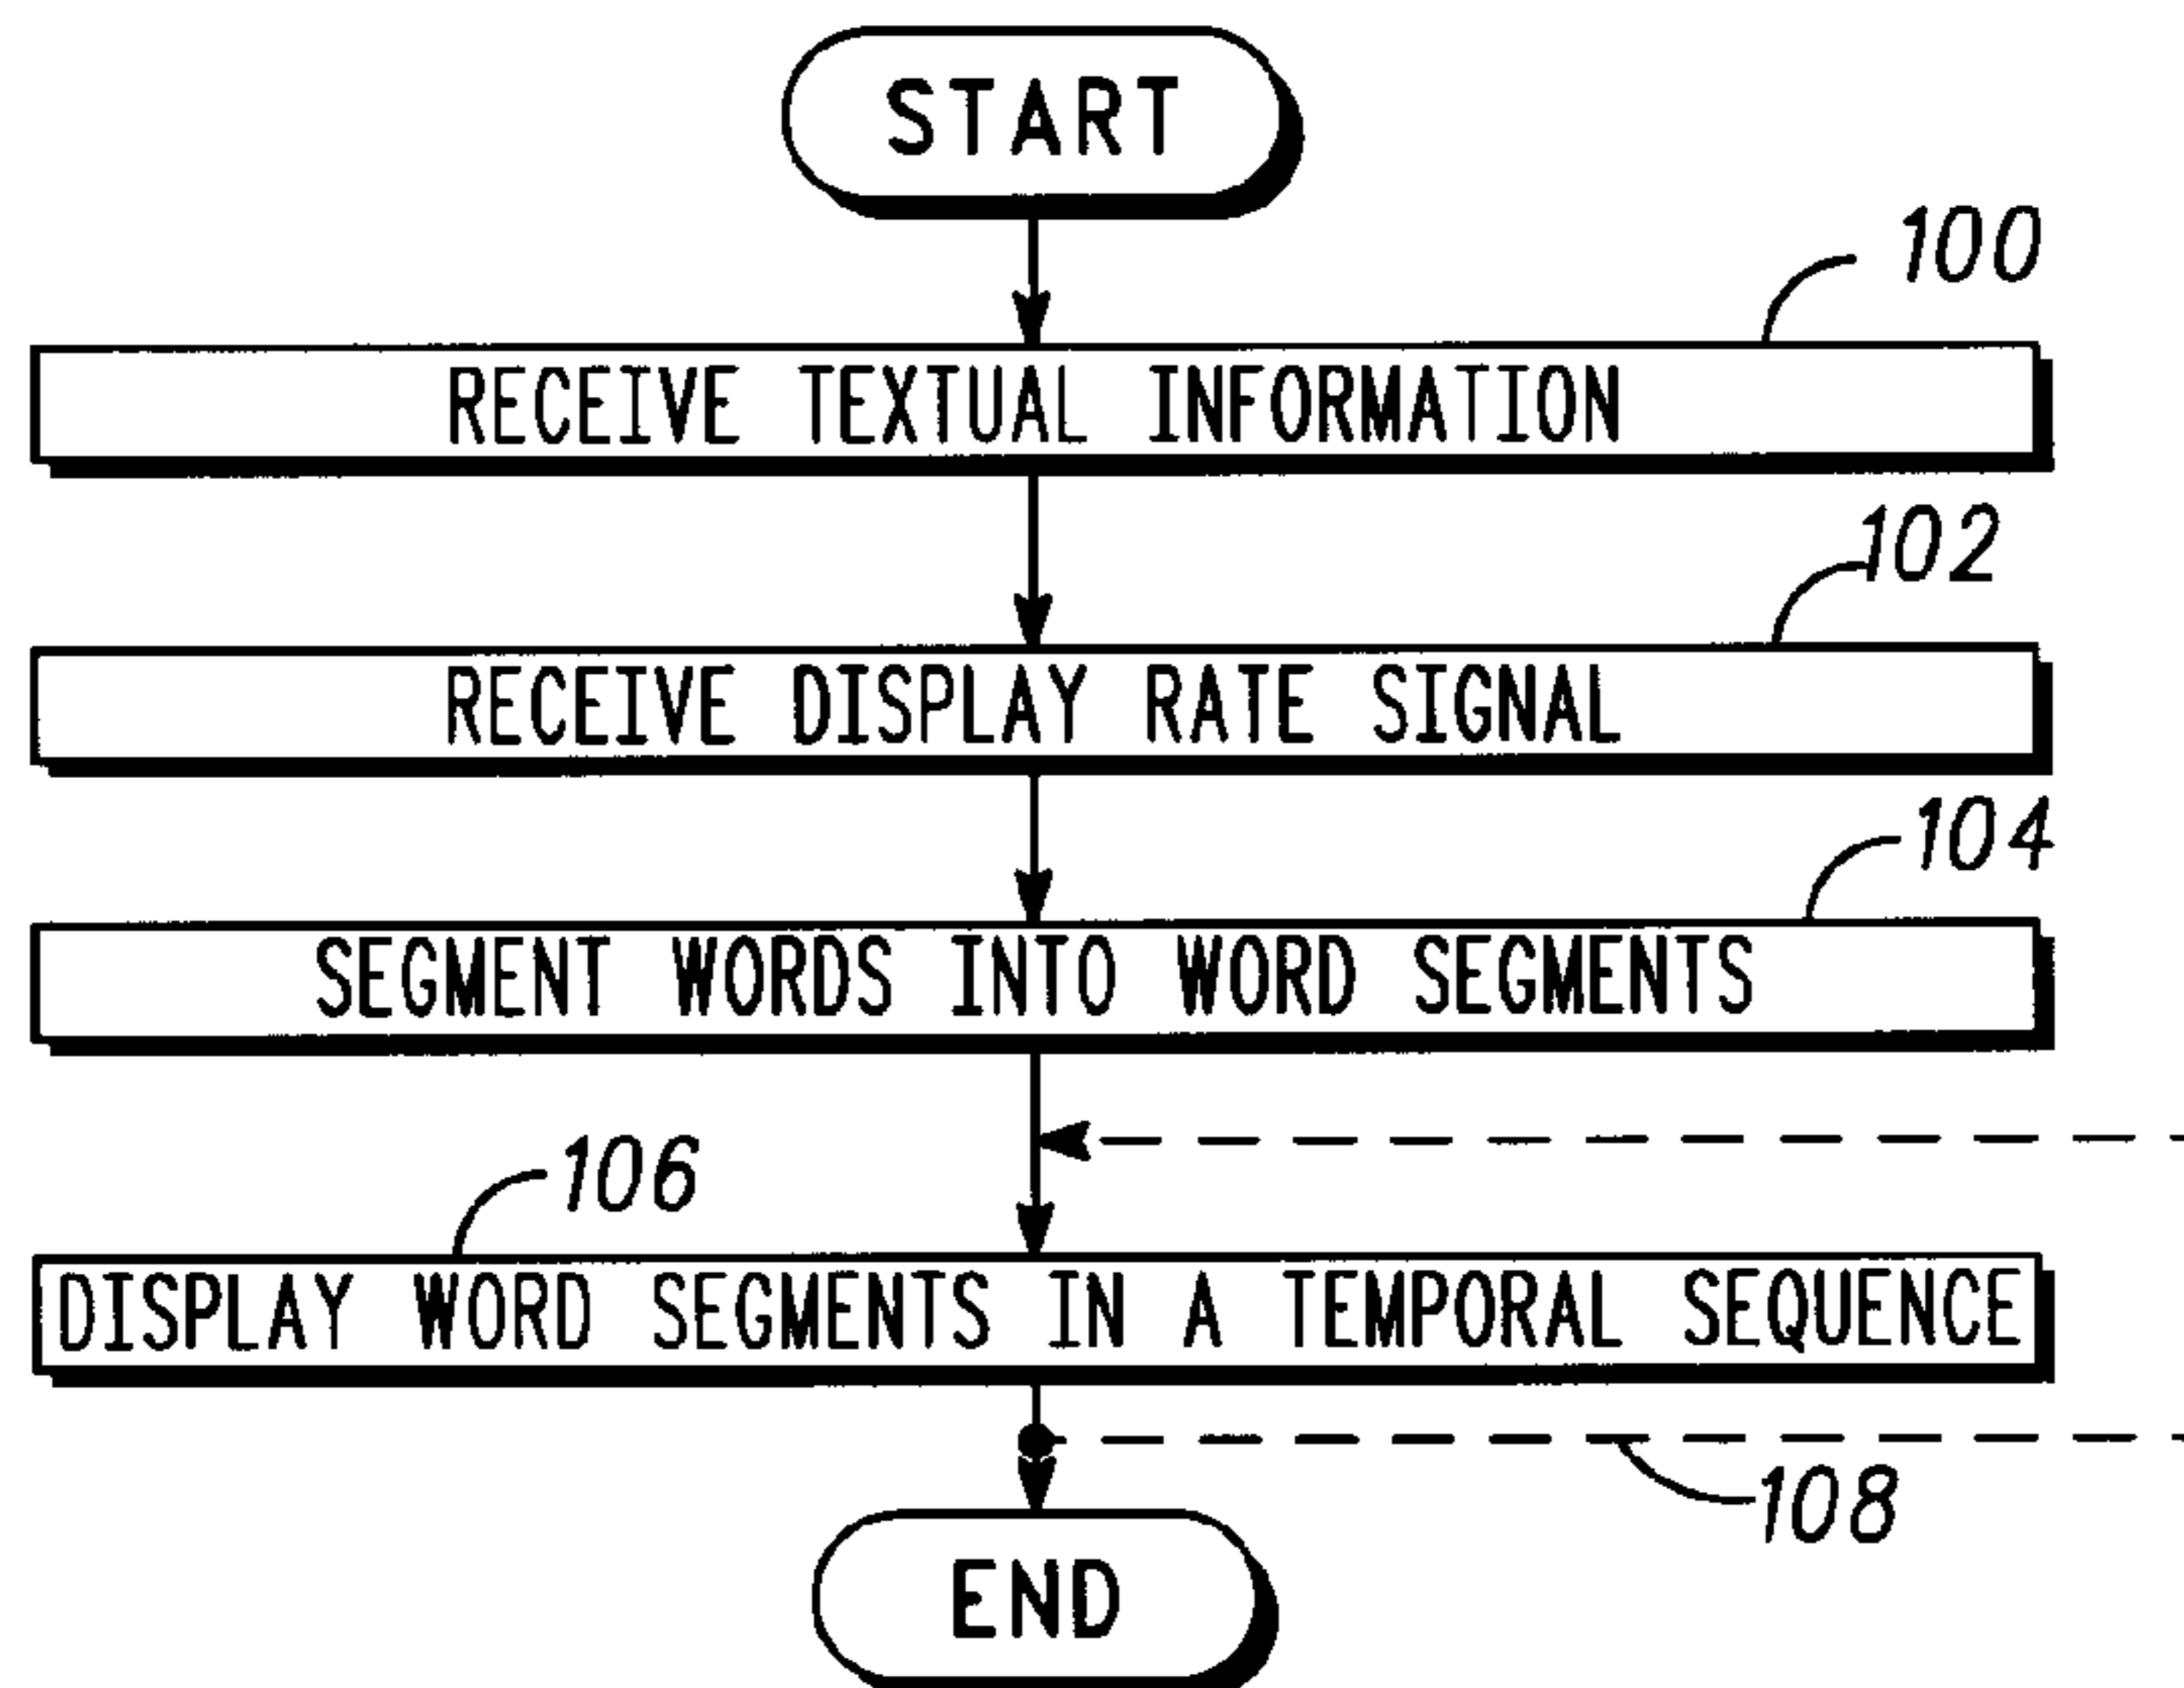 START
100
RECEIVE TEXTUAL INFORMATION
102
RECEIVE DISPLAY RATE SIGNAL
104
SEGMENT WORDS INTO WORD SEGMENTS
106
DISPLAY WORD SEGMENTS IN A TEMPORAL SEQUENCE
108
END